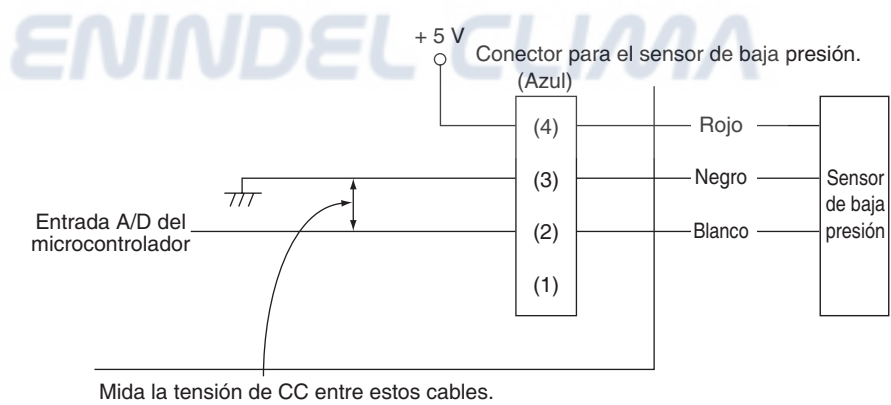 ENINDEL CLIMA
+ 5 V
Conector para el sensor de baja presión.
(Azul)
(4)
Rojo
(3)
Negro
Sensor
de baja
presión
Entrada A/D del
microcontrolador
(2)
Blanco
(1)
Mida la tensión de CC entre estos cables.